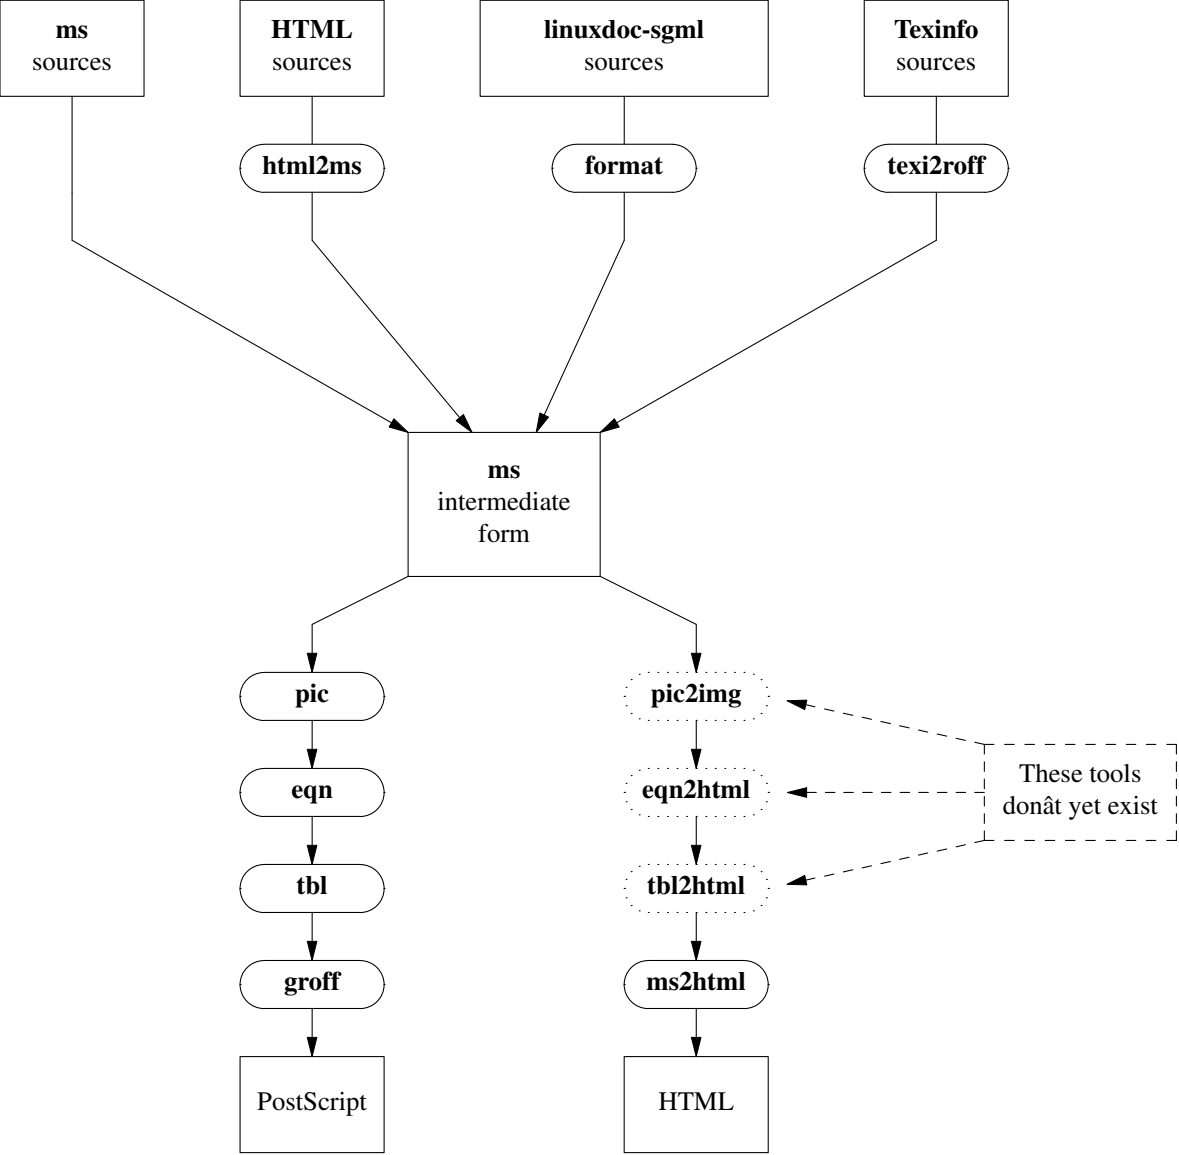 ms
sources
HTML
sources
linuxdoc-sgml
sources
Texinfo
sources
html2ms
format
texi2roff
ms
intermediate
form
pic
pic2img
eqn
eqn2html
These tools
donât yet exist
tbl
tbl2html
groff
ms2html
PostScript
HTML